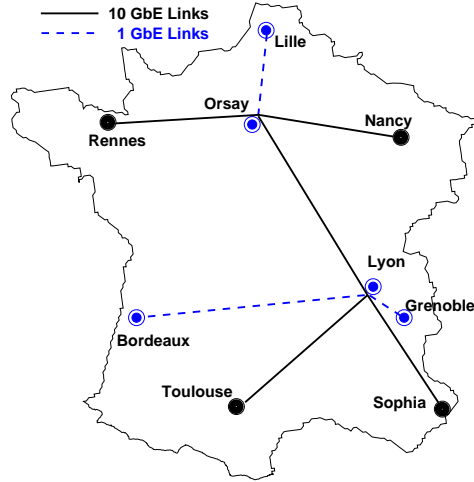 10 GbE Links
1 GbE Links
Lille
Orsay
Nancy
Rennes
Lyon
Grenoble
Bordeaux
Toulouse
Sophia